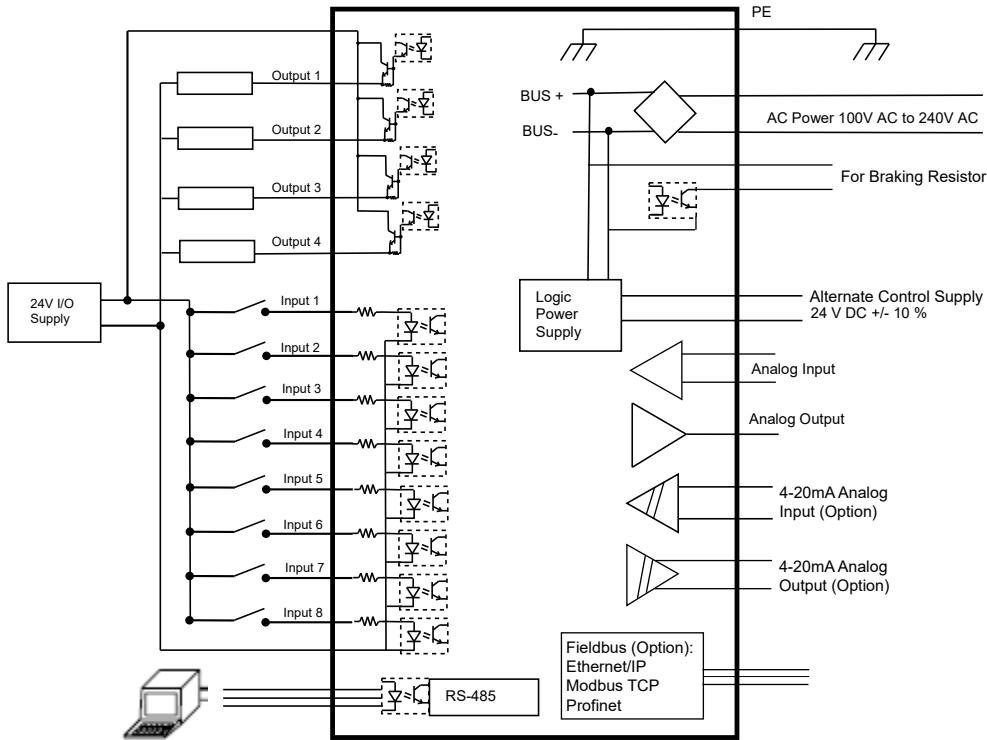 PE
Output 1
Output 2
Output 3
Output 4
24V I/O
Supply
Input 1
Input 2
Input 3
Input 4
Input 5
Input 6
Input 7
Input 8
RS-485
BUS +
BUS-
AC Power 100V AC to 240V AC
For Braking Resistor
Logic
Power
Supply
Alternate Control Supply
24 V DC +/- 10 %
Analog Input
Analog Output
4-20mA Analog
Input (Option)
4-20mA Analog
Output (Option)
Fieldbus (Option):
Ethernet/IP
Modbus TCP
Profinet